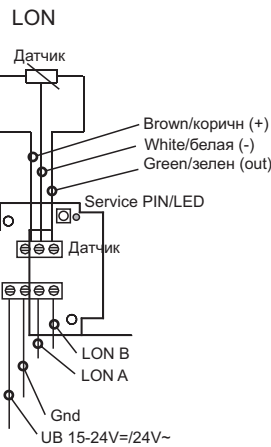 LON
Датчик
Brown/коричн (+)
White/белая (-)
Green/зелен (out)
Service PIN/LED
Датчик
LON B
LON A
Gnd
UB 15-24V=/24V~